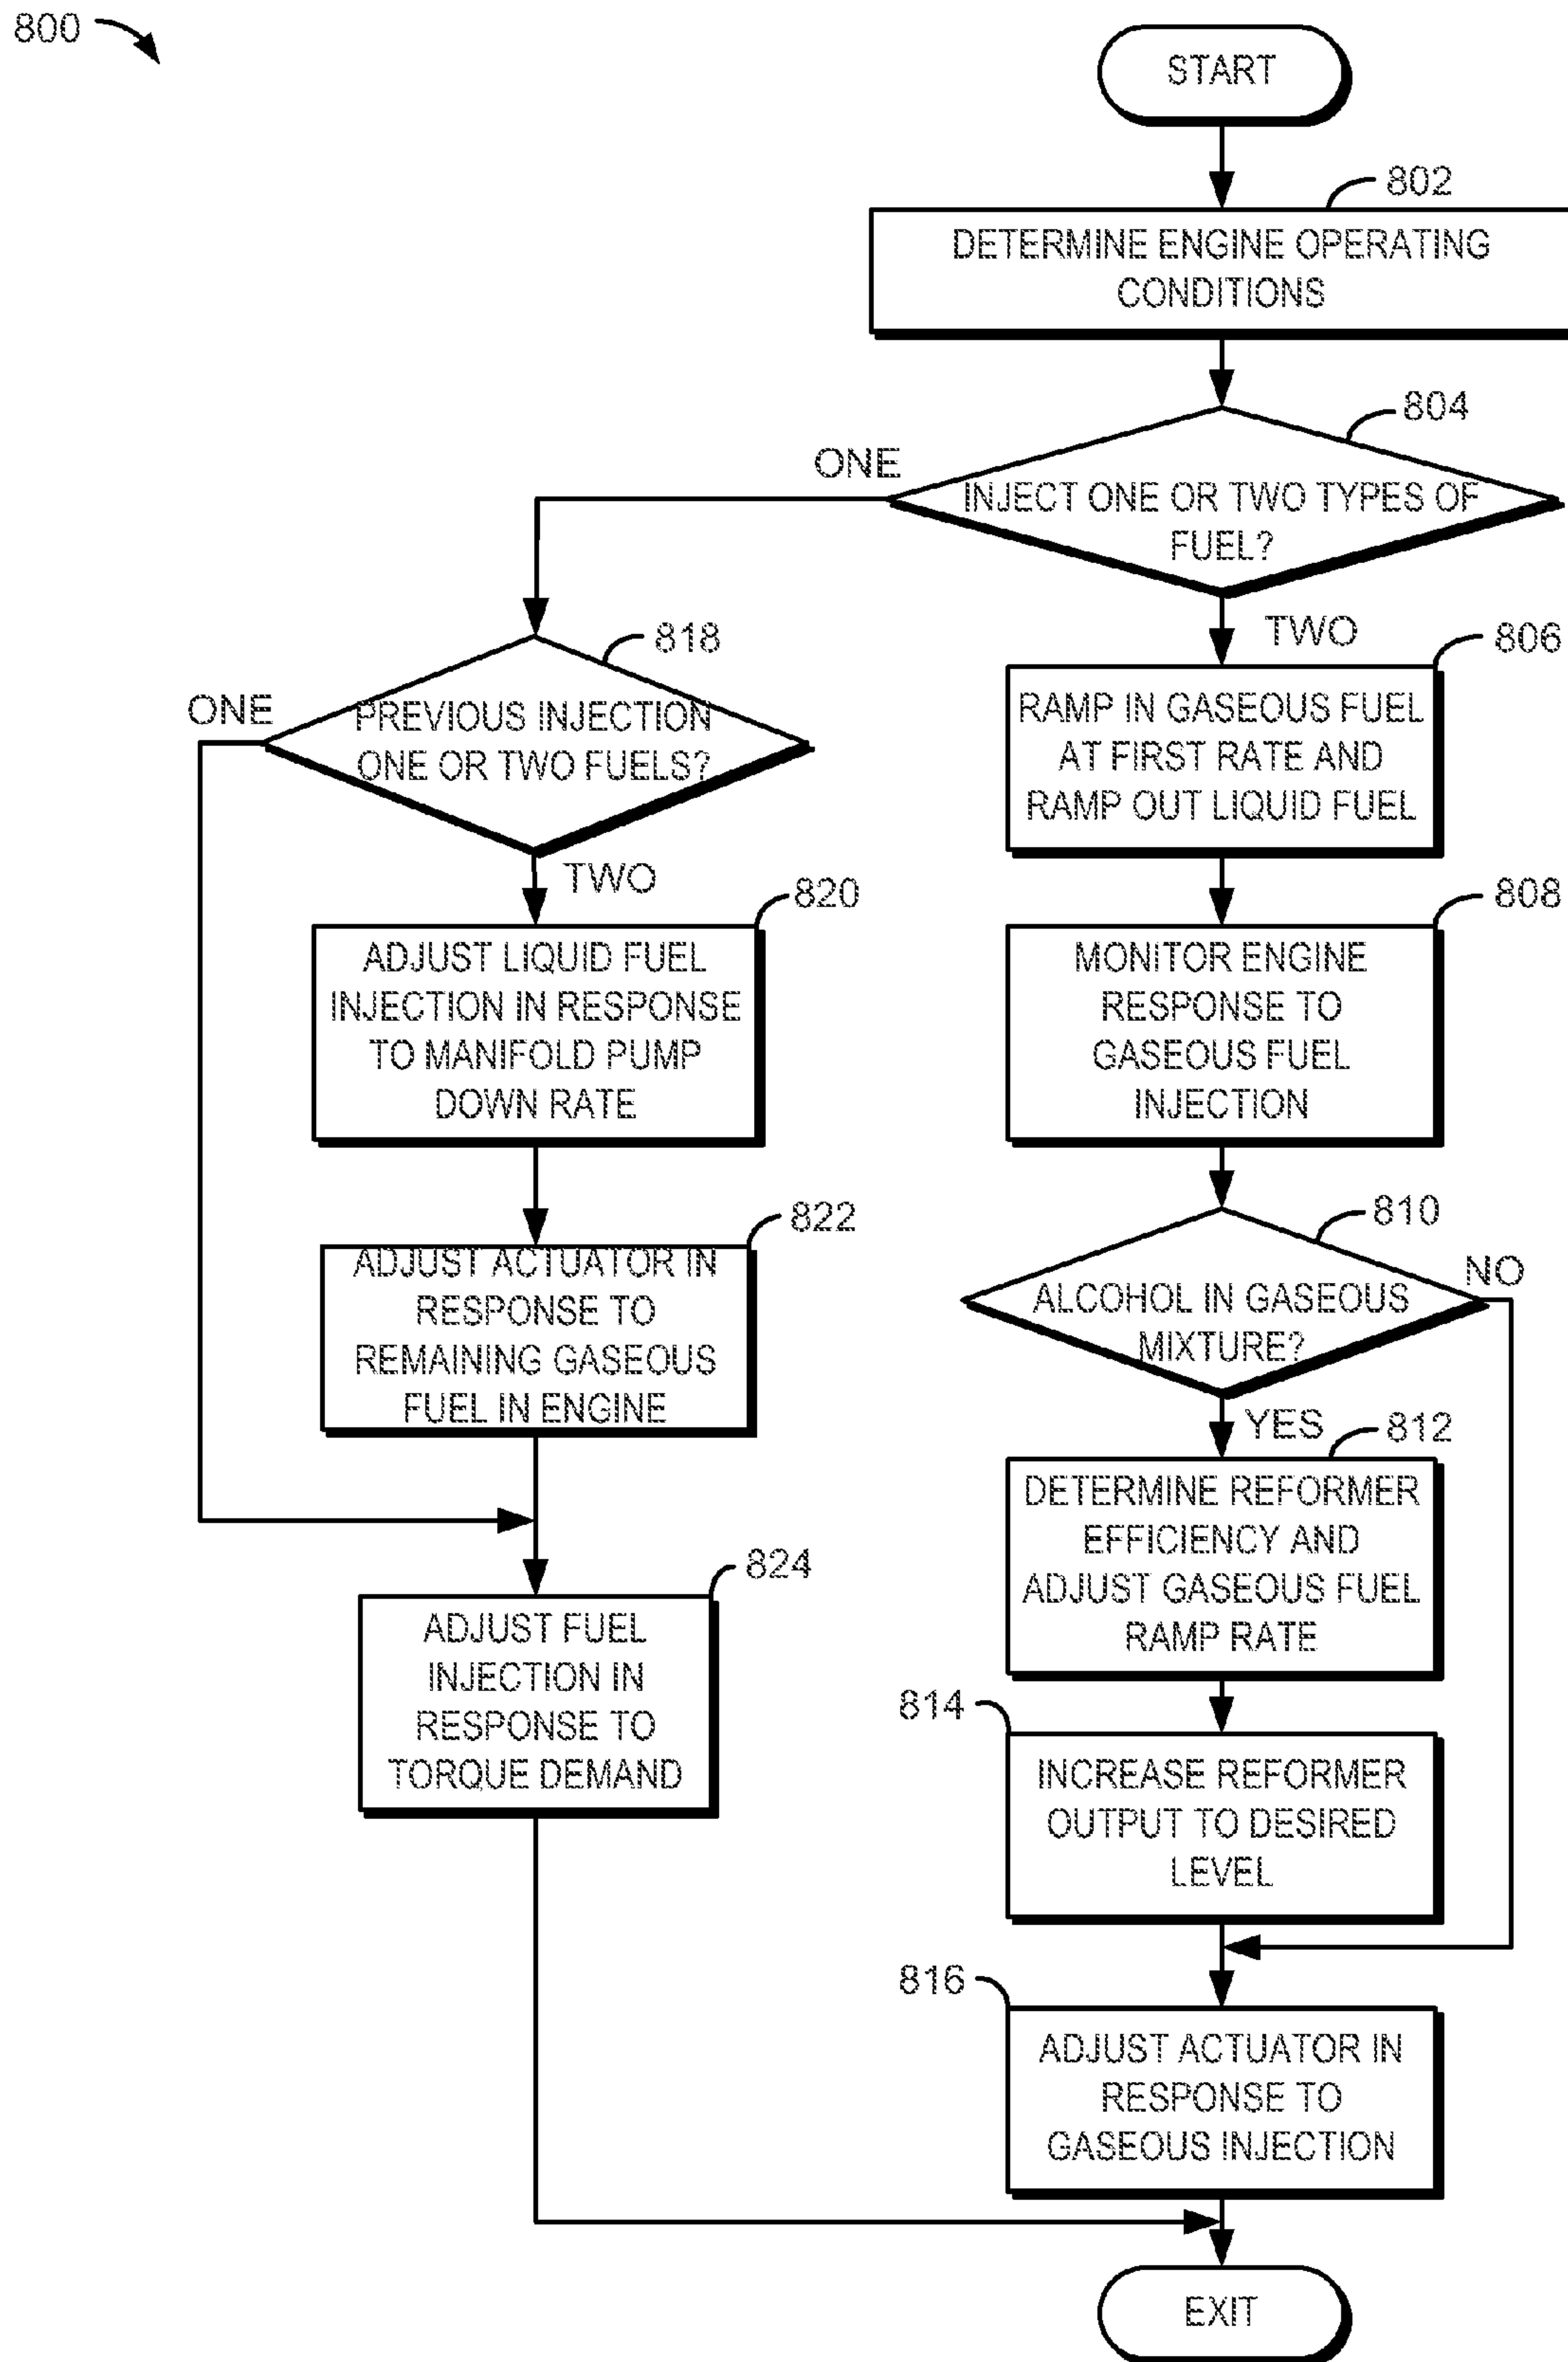 800
START
802
DETERMINE ENGINE OPERATING
CONDITIONS
804
ONE
INJECT ONE OR TWO TYPES OF
FUEL?
TWO
806
RAMP IN GASEOUS FUEL
AT FIRST RATE AND
RAMP OUT LIQUID FUEL
808
MONITOR ENGINE
RESPONSE TO
GASEOUS FUEL
INJECTION
810
NO
ALCOHOL IN GASEOUS
MIXTURE?
YES
812
DETERMINE REFORMER
EFFICIENCY AND
ADJUST GASEOUS FUEL
RAMP RATE
814
INCREASE REFORMER
OUTPUT TO DESIRED
LEVEL
816
ADJUST ACTUATOR IN
RESPONSE TO
GASEOUS INJECTION
818
ONE
PREVIOUS INJECTION
ONE OR TWO FUELS?
TWO
820
ADJUST LIQUID FUEL
INJECTION IN RESPONSE
TO MANIFOLD PUMP
DOWN RATE
822
ADJUST ACTUATOR IN
RESPONSE TO
REMAINING GASEOUS
FUEL IN ENGINE
824
ADJUST FUEL
INJECTION IN
RESPONSE TO
TORQUE DEMAND
EXIT